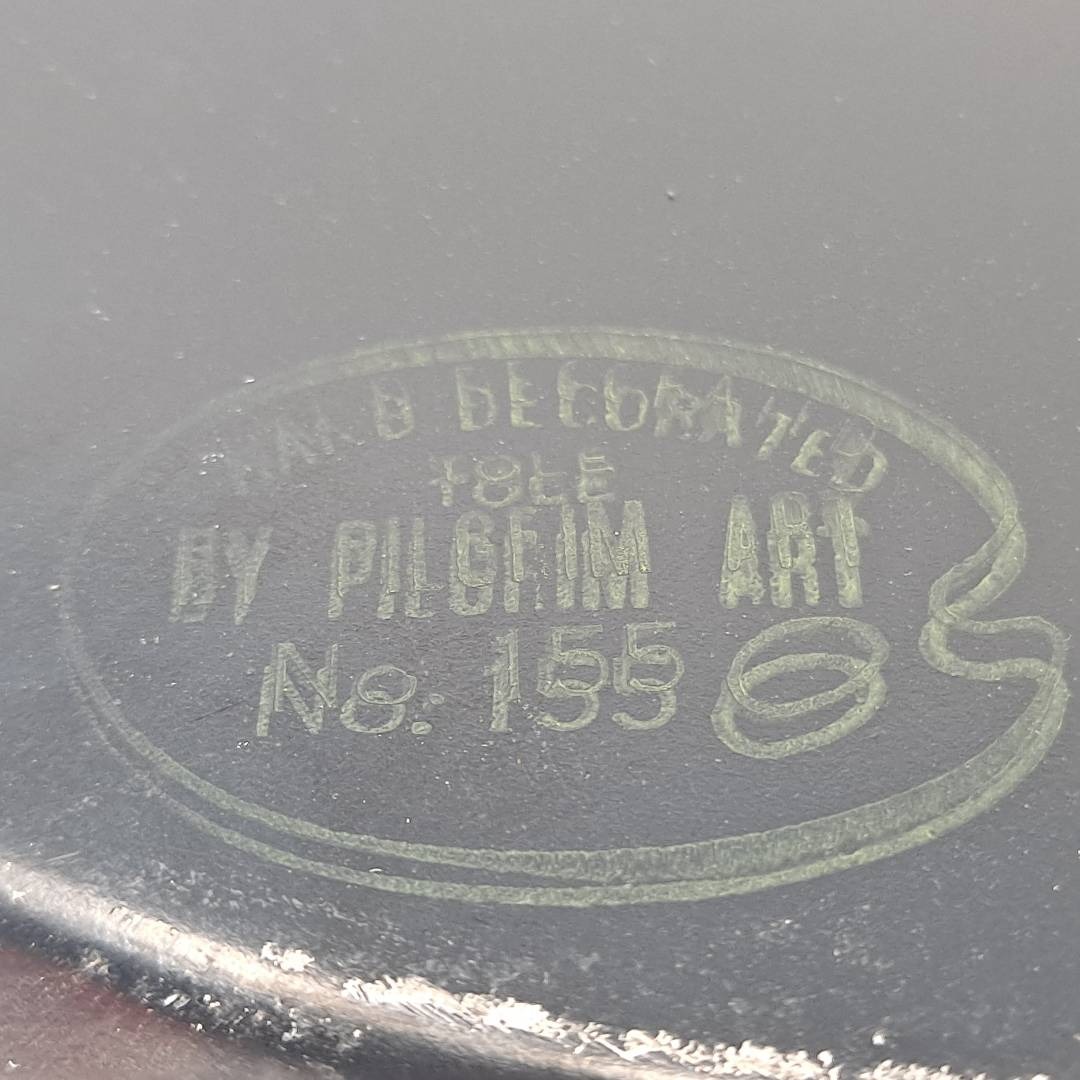 HAND DECORATED
TOLE
BY PILGRIM ART
No: 155